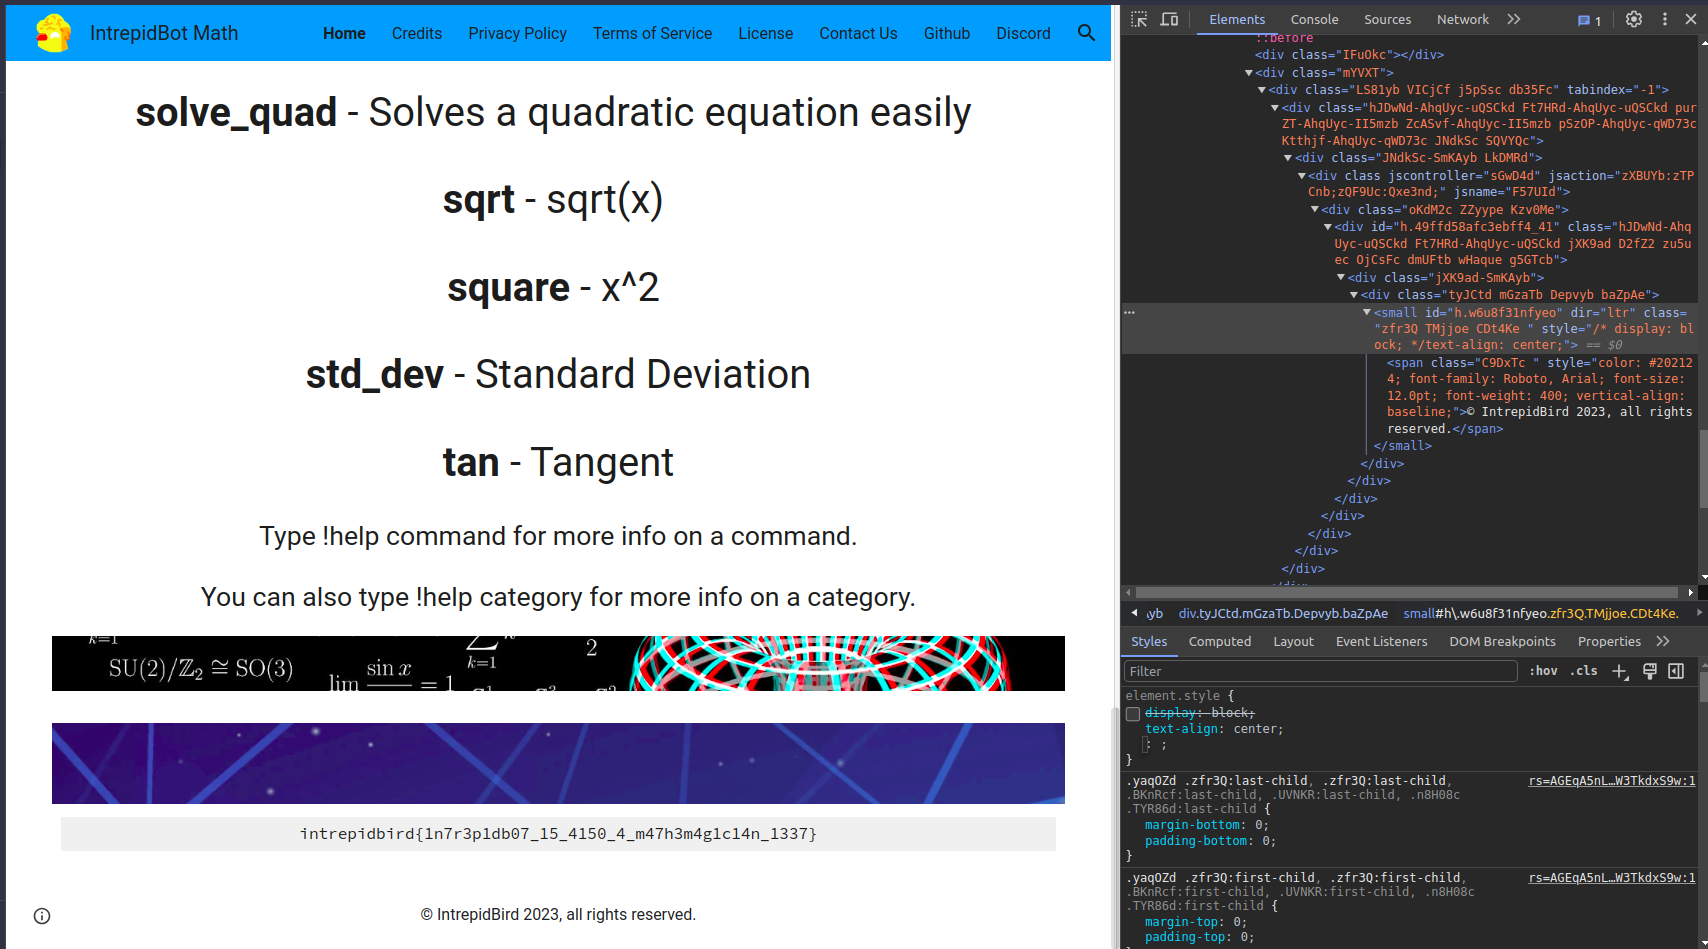 IntrepidBot Math
Home Credits Privacy Policy Terms of Service License Contact Us Github Discord
solve_quad - Solves a quadratic equation easily
sqrt - sqrt(x)
square - x^2
std_dev - Standard Deviation
tan - Tangent
Type !help command for more info on a command.
You can also type !help category for more info on a category.
k=1
SU(2)/ℤ₂ ≅ SO(3)
lim sin x / x = 1
k=1
2
intrepidbird{1n7r3p1db07_15_4150_4_m47h3m4g1c14n_1337}
© IntrepidBird 2023, all rights reserved.
Elements Console Sources Network 1
::before
<div class="IFuOkc"></div>
<div class="mYVXT">
<div class="LS81yb VICjCf j5pSsc db35Fc" tabindex="-1">
<div class="hJDwNd-AhqUyc-uQSCkd Ft7HRd-AhqUyc-uQSCkd pur
ZT-AhqUyc-II5mzb ZcASvf-AhqUyc-II5mzb pSzOP-AhqUyc-qWD73c
Ktthjf-AhqUyc-qWD73c JNdkSc SQVYQc">
<div class="JNdkSc-SmKAyb LkDMRd">
<div class jscontroller="sGwD4d" jsaction="zXBUYb:zTP
Cnb;zQF9Uc:Qxe3nd;" jsname="F57UId">
<div class="oKdM2c ZZyype Kzv0Me">
<div id="h.49ffd58afc3ebff4_41" class="hJDwNd-Ahq
Uyc-uQSCkd Ft7HRd-AhqUyc-uQSCkd jXK9ad D2fZ2 zu5u
ec OjCsFc dmUFtb wHaque g5GTcb">
<div class="jXK9ad-SmKAyb">
<div class="tyJCtd mGzaTb Depvyb baZpAe">
<small id="h.w6u8f31nfyeo" dir="ltr" class=
"zfr3Q TMjjoe CDt4Ke " style="/* display: bl
ock; */text-align: center;"> == $0
<span class="C9DxTc " style="color: #20212
4; font-family: Roboto, Arial; font-size:
12.0pt; font-weight: 400; vertical-align:
baseline;">© IntrepidBird 2023, all rights
reserved.</span>
</small>
</div>
</div>
</div>
</div>
</div>
</div>
</div>
yb div.tyJCtd.mGzaTb.Depvyb.baZpAe small#h\.w6u8f31nfyeo.zfr3Q.TMjjoe.CDt4Ke.
Styles Computed Layout Event Listeners DOM Breakpoints Properties
Filter :hov .cls
element.style {
display: block;
text-align: center;
: ;
}
.yaqOZd .zfr3Q:last-child, .zfr3Q:last-child, rs=AGEqA5nL…W3TkdxS9w:1
.BKnRcf:last-child, .UVNKR:last-child, .n8H08c
.TYR86d:last-child {
margin-bottom: 0;
padding-bottom: 0;
}
.yaqOZd .zfr3Q:first-child, .zfr3Q:first-child, rs=AGEqA5nL…W3TkdxS9w:1
.BKnRcf:first-child, .UVNKR:first-child, .n8H08c
.TYR86d:first-child {
margin-top: 0;
padding-top: 0;